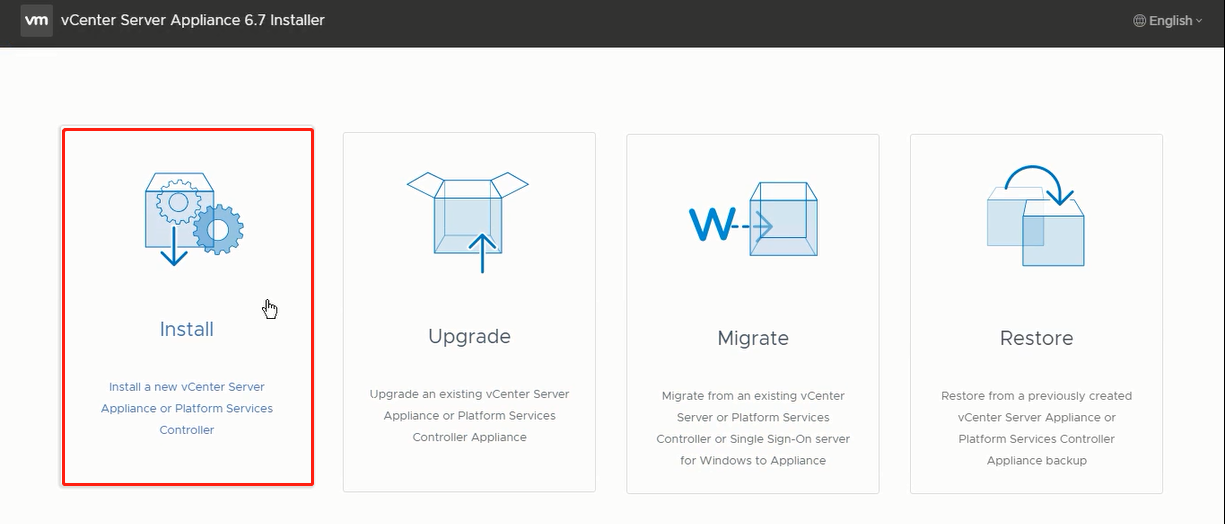 vm vCenter Server Appliance 6.7 Installer
English
Install
Install a new vCenter Server
Appliance or Platform Services
Controller
Upgrade
Upgrade an existing vCenter Server
Appliance or Platform Services
Controller Appliance
W
Migrate
Migrate from an existing vCenter
Server or Platform Services
Controller or Single Sign-On server
for Windows to Appliance
Restore
Restore from a previously created
vCenter Server Appliance or
Platform Services Controller
Appliance backup